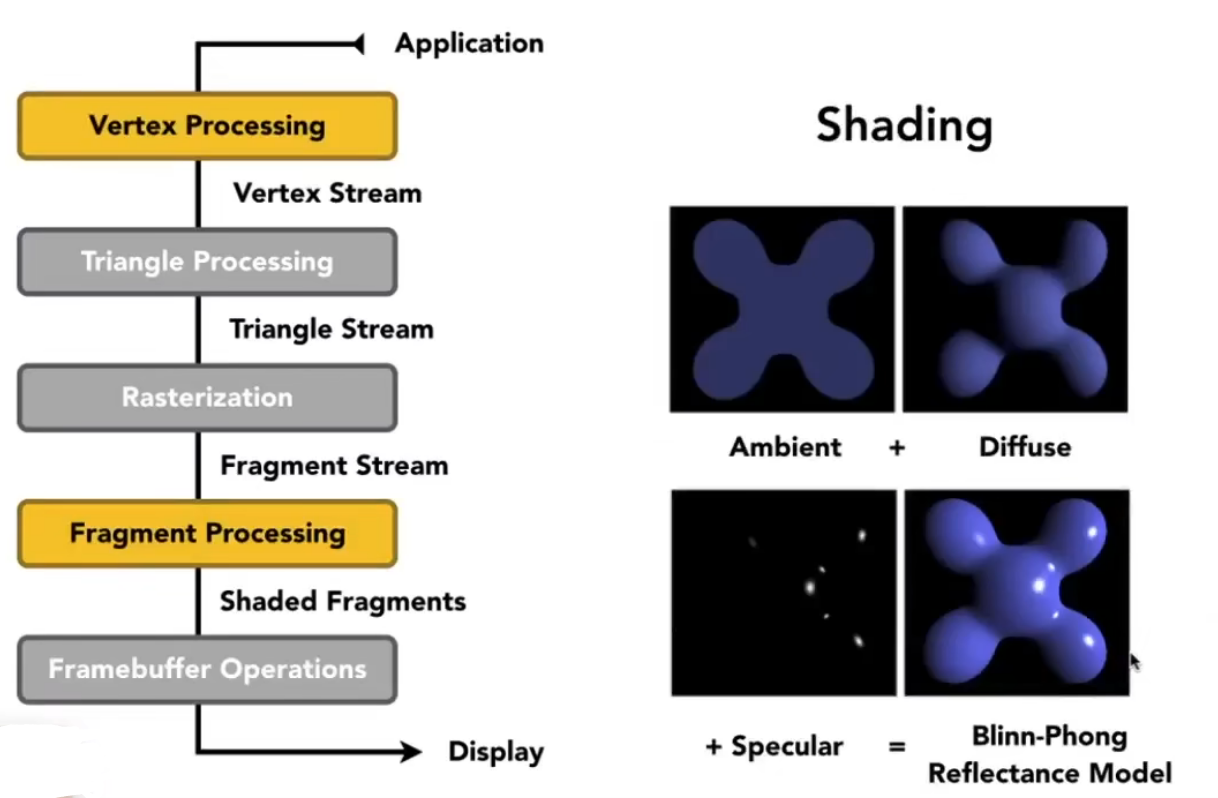 Application
Vertex Processing
Vertex Stream
Triangle Processing
Triangle Stream
Rasterization
Fragment Stream
Fragment Processing
Shaded Fragments
Framebuffer Operations
Display
Shading
Ambient + Diffuse
+ Specular = Blinn-Phong
Reflectance Model